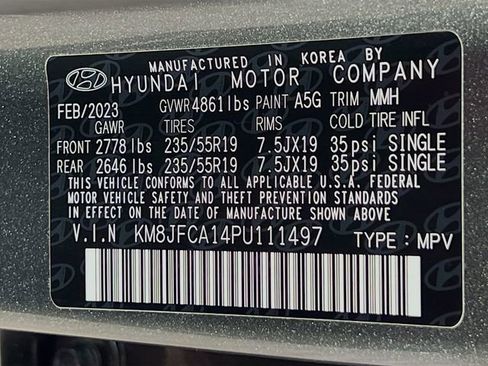 MANUFACTURED IN KOREA BY
HYUNDAI MOTOR COMPANY
FEB/2023 GVWR 4861 lbs PAINT A5G TRIM MMH
GAWR TIRES RIMS COLD TIRE INFL
FRONT 2778 lbs 235/55R19 7.5JX19 35psi SINGLE
REAR 2646 lbs 235/55R19 7.5JX19 35psi SINGLE
THIS VEHICLE CONFORMS TO ALL APPLICABLE U.S.A. FEDERAL
MOTOR VEHICLE SAFETY AND THEFT PREVENTION STANDARDS
IN EFFECT ON THE DATE OF MANUFACTURE SHOWN ABOVE.
V.I.N KM8JFCA14PU111497 TYPE : MPV